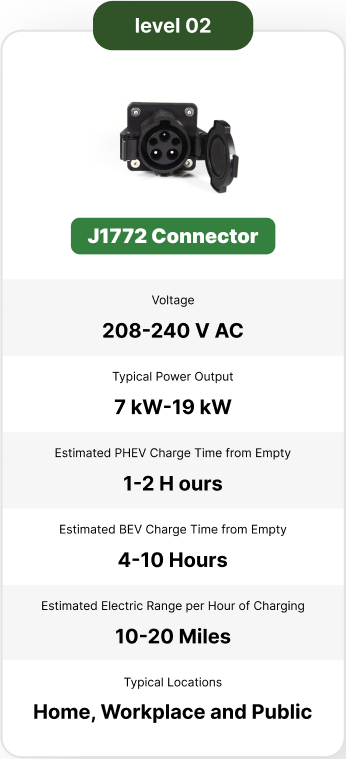 level 02
J1772 Connector
Voltage
208-240 V AC
Typical Power Output
7 kW-19 kW
Estimated PHEV Charge Time from Empty
1-2 H ours
Estimated BEV Charge Time from Empty
4-10 Hours
Estimated Electric Range per Hour of Charging
10-20 Miles
Typical Locations
Home, Workplace and Public